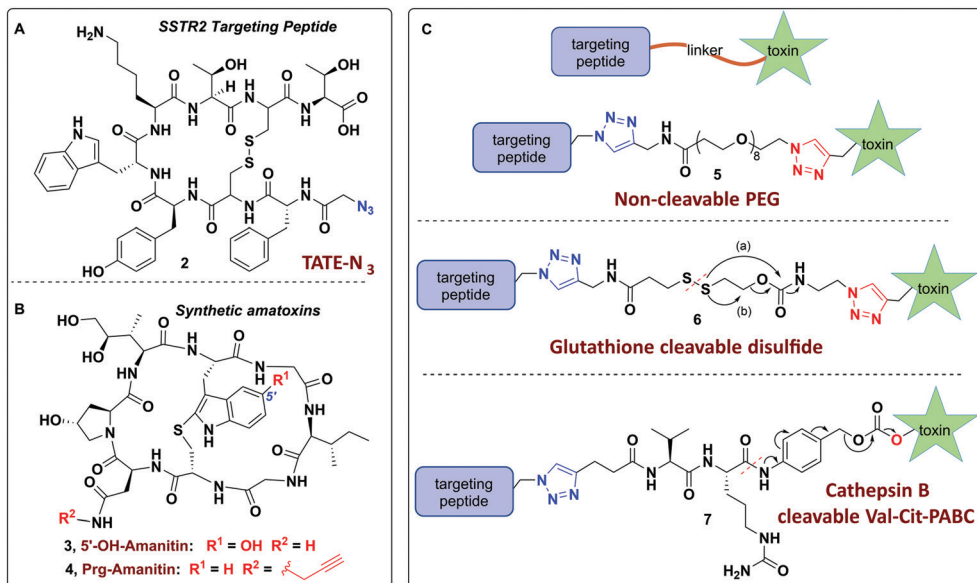 A
SSTR2 Targeting Peptide
H₂N
OH
O
H
O
O
N
H
N
H
H
N
O
O
OH
HN
HN
O
S
S
NH
O
O
H
N
N
H
O
NH
H
N
O
O
N₃
HO
2
TATE-N₃
B
Synthetic amatoxins
HO
HO
O
H
N
O
HN
O
R¹
5'
O
HO
N
O
S
N
H
NH
O
N
H
O
H
N
O
NH
O
R²-N
H
3, 5'-OH-Amanitin: R¹ = OH R² = H
4, Prg-Amanitin: R¹ = H R² =
C
targeting
peptide
linker
toxin
targeting
peptide
N=N
N
H
N
O
O
8
N
N=N
toxin
5
Non-cleavable PEG
targeting
peptide
N=N
N
H
N
O
S
S
(a)
(b)
O
O
H
N
N
N=N
toxin
6
Glutathione cleavable disulfide
targeting
peptide
N
N=N
O
N
H
H
N
O
O
N
H
O
O
O
toxin
HN
O
NH₂
7
Cathepsin B
cleavable Val-Cit-PABC